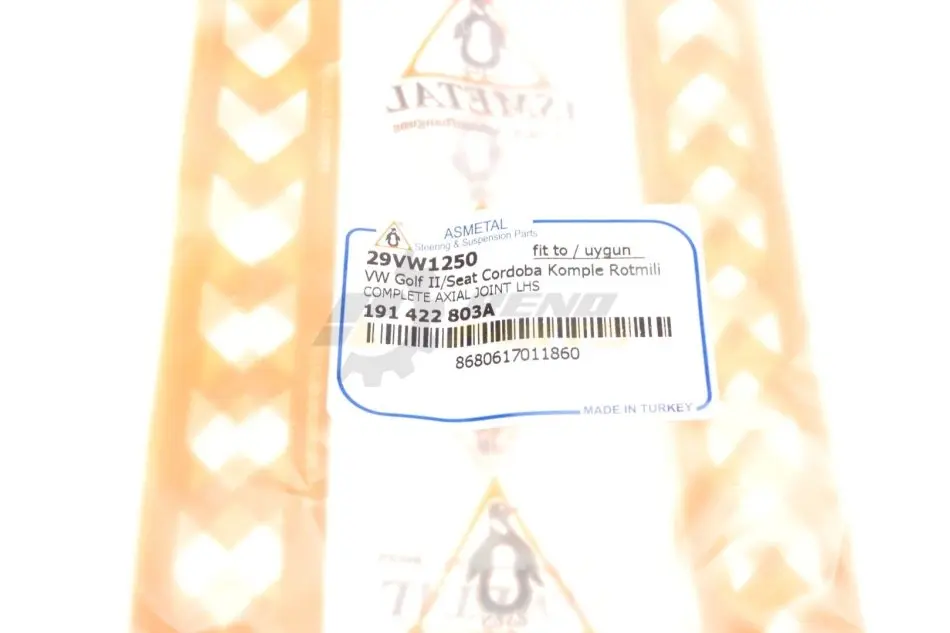 ASMETAL
ASMETAL
Steering & Suspension Parts
29VW1250 fit to / uygun
VW Golf II/Seat Cordoba Komple Rotmili
COMPLETE AXIAL JOINT LHS
191 422 803A
8680617011860
MADE IN TURKEY